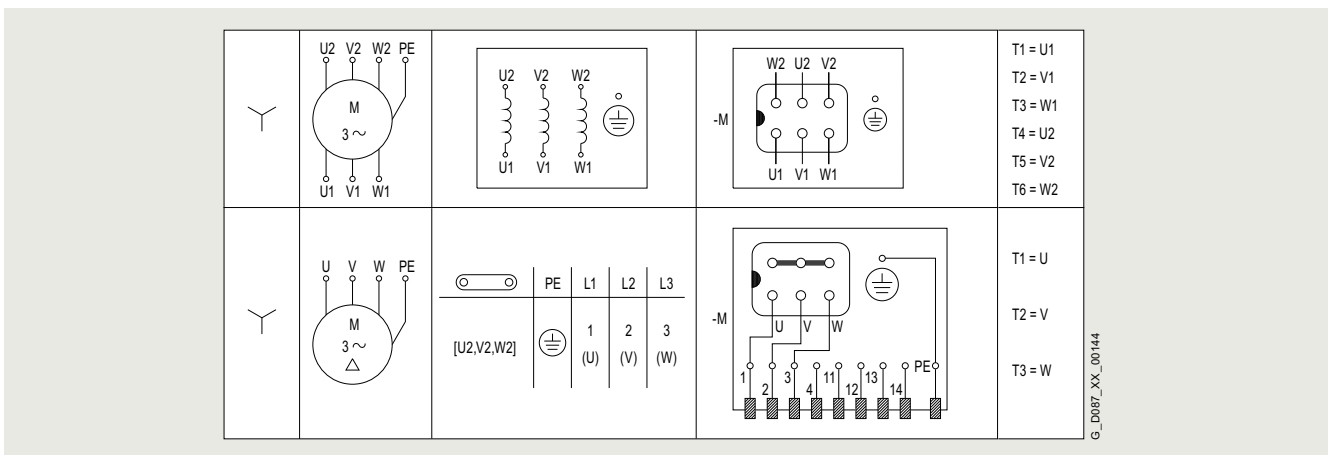 U2 V2 W2 PE
M
3 ~
U1 V1 W1
U2 V2 W2
U1 V1 W1
-M
W2 U2 V2
U1 V1 W1
T1 = U1
T2 = V1
T3 = W1
T4 = U2
T5 = V2
T6 = W2
U V W PE
M
3 ~
PE L1 L2 L3
[U2,V2,W2] 1 2 3
(U) (V) (W)
-M
U V W
1 2 3 4 11 12 13 14 PE
T1 = U
T2 = V
T3 = W
G_D087_XX_00144